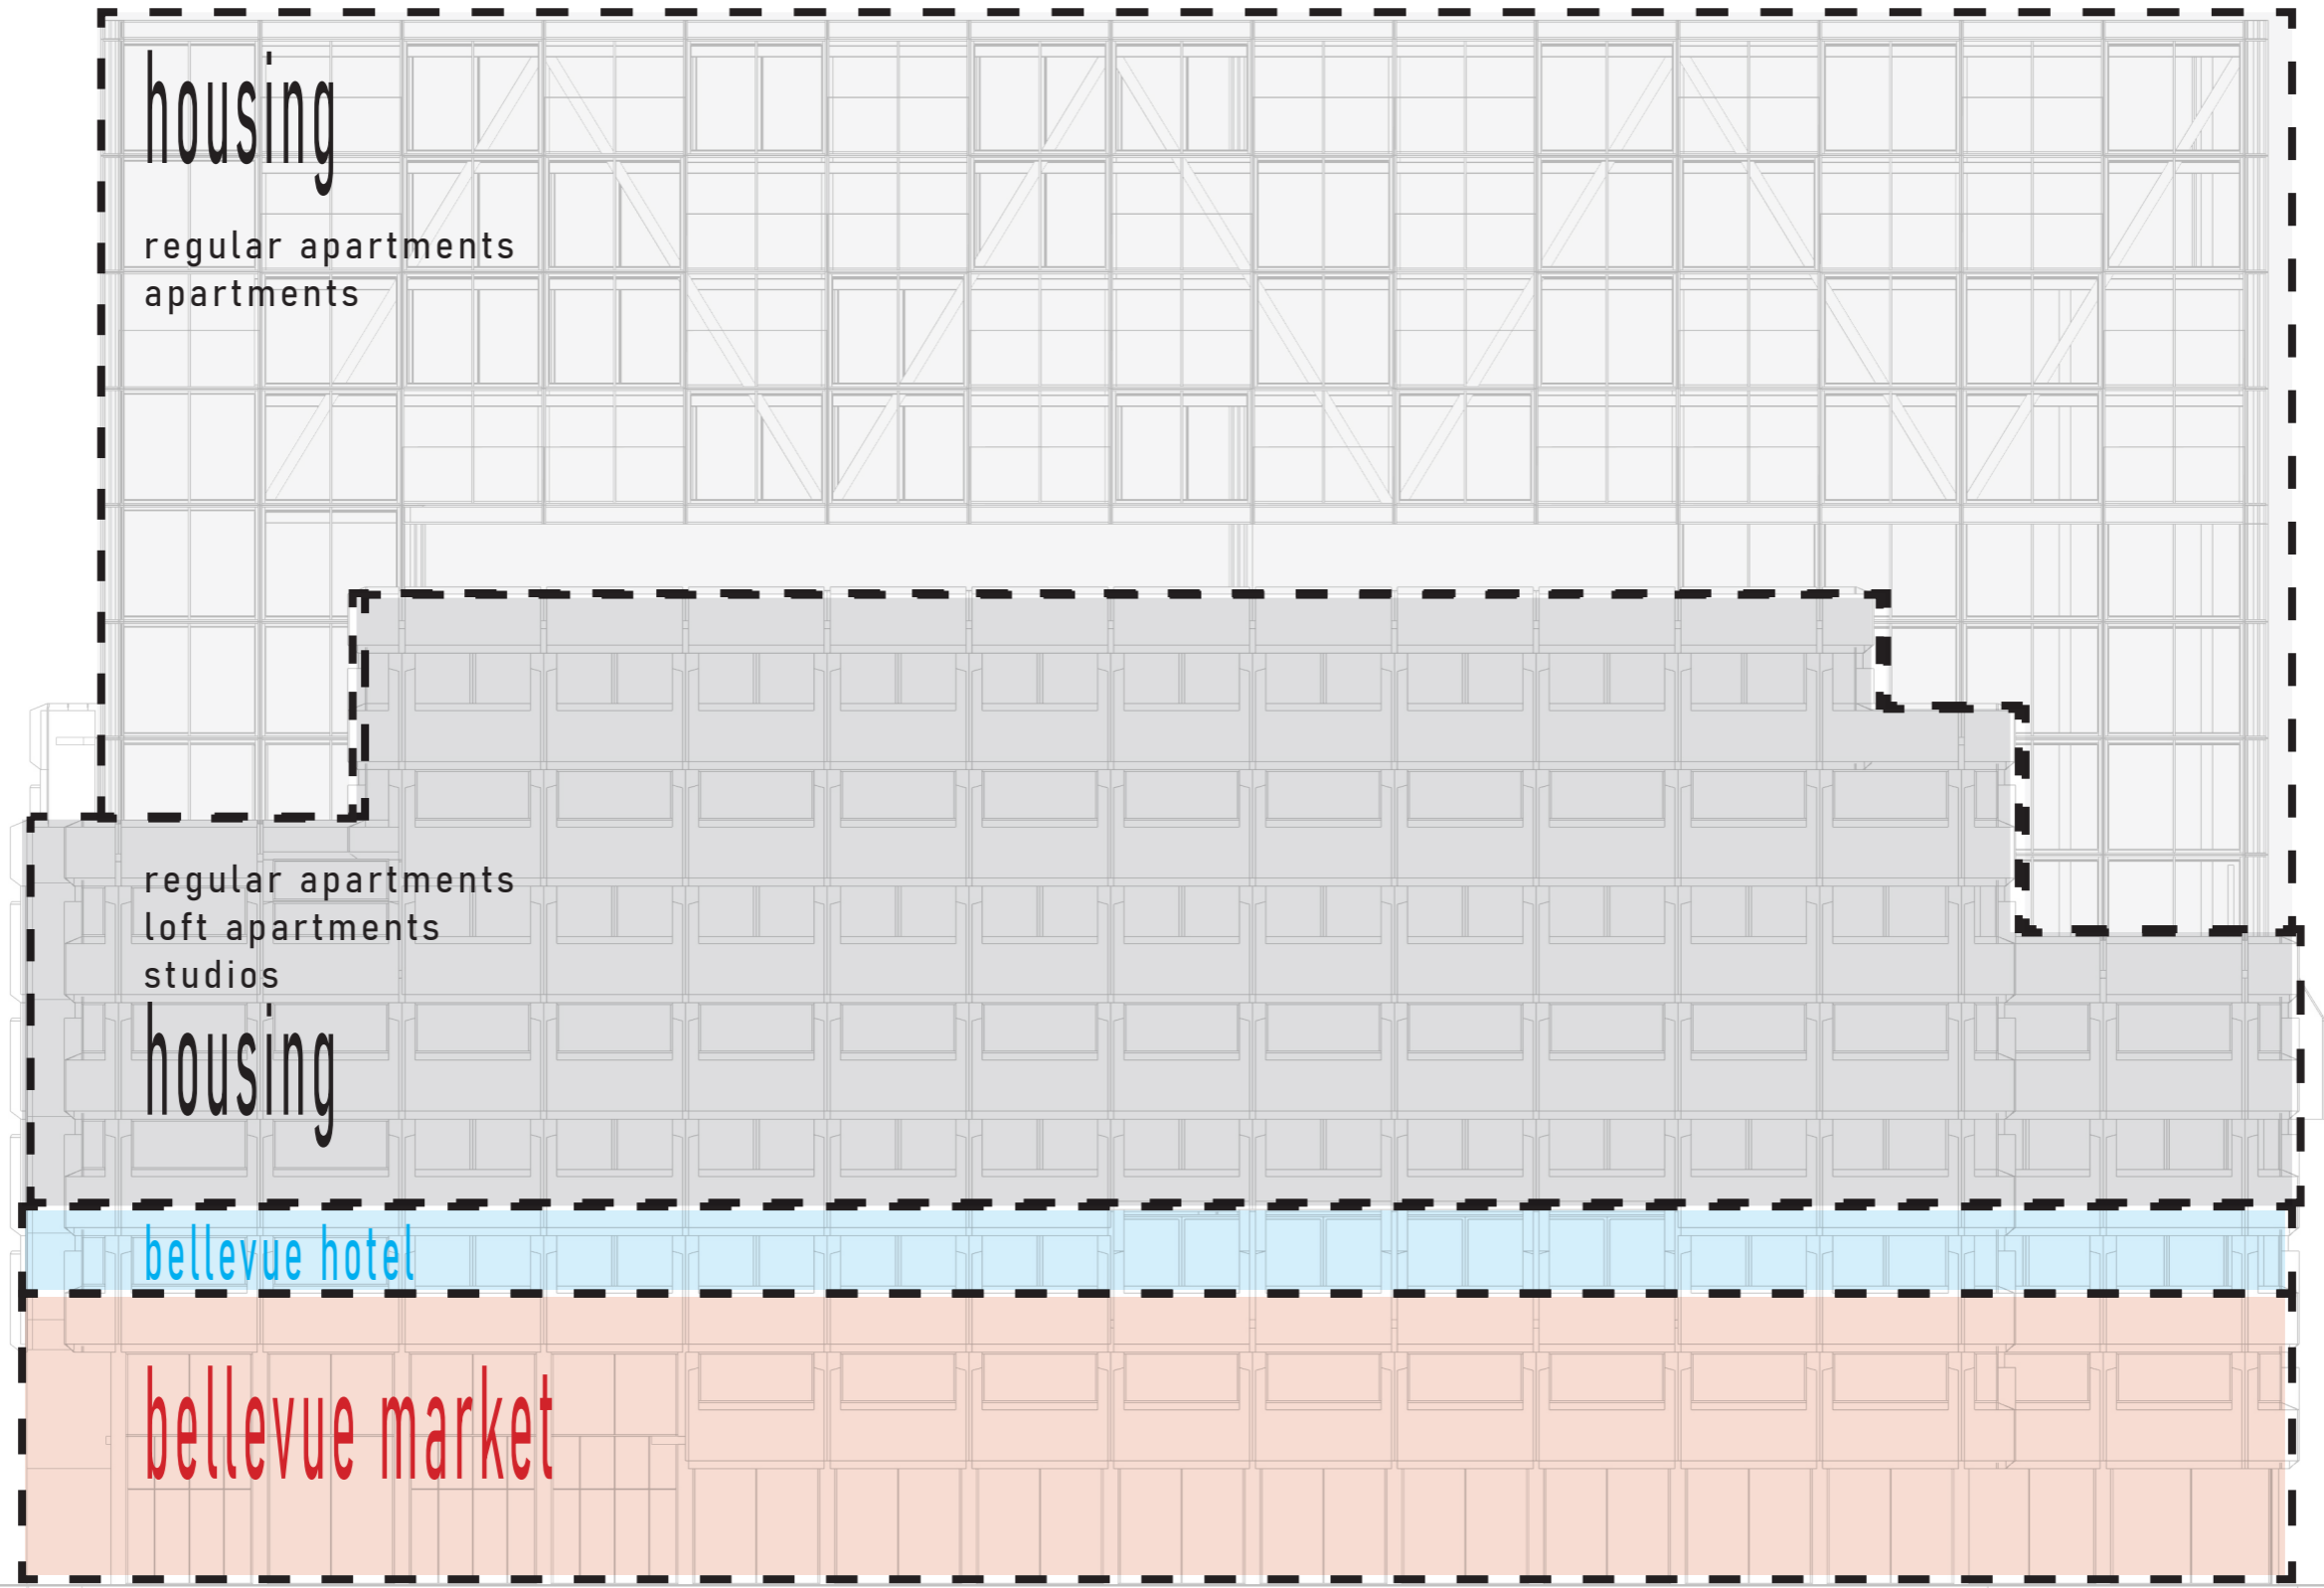 housing
regular apartments
apartments
regular apartments
loft apartments
studios
housing
bellevue hotel
bellevue market